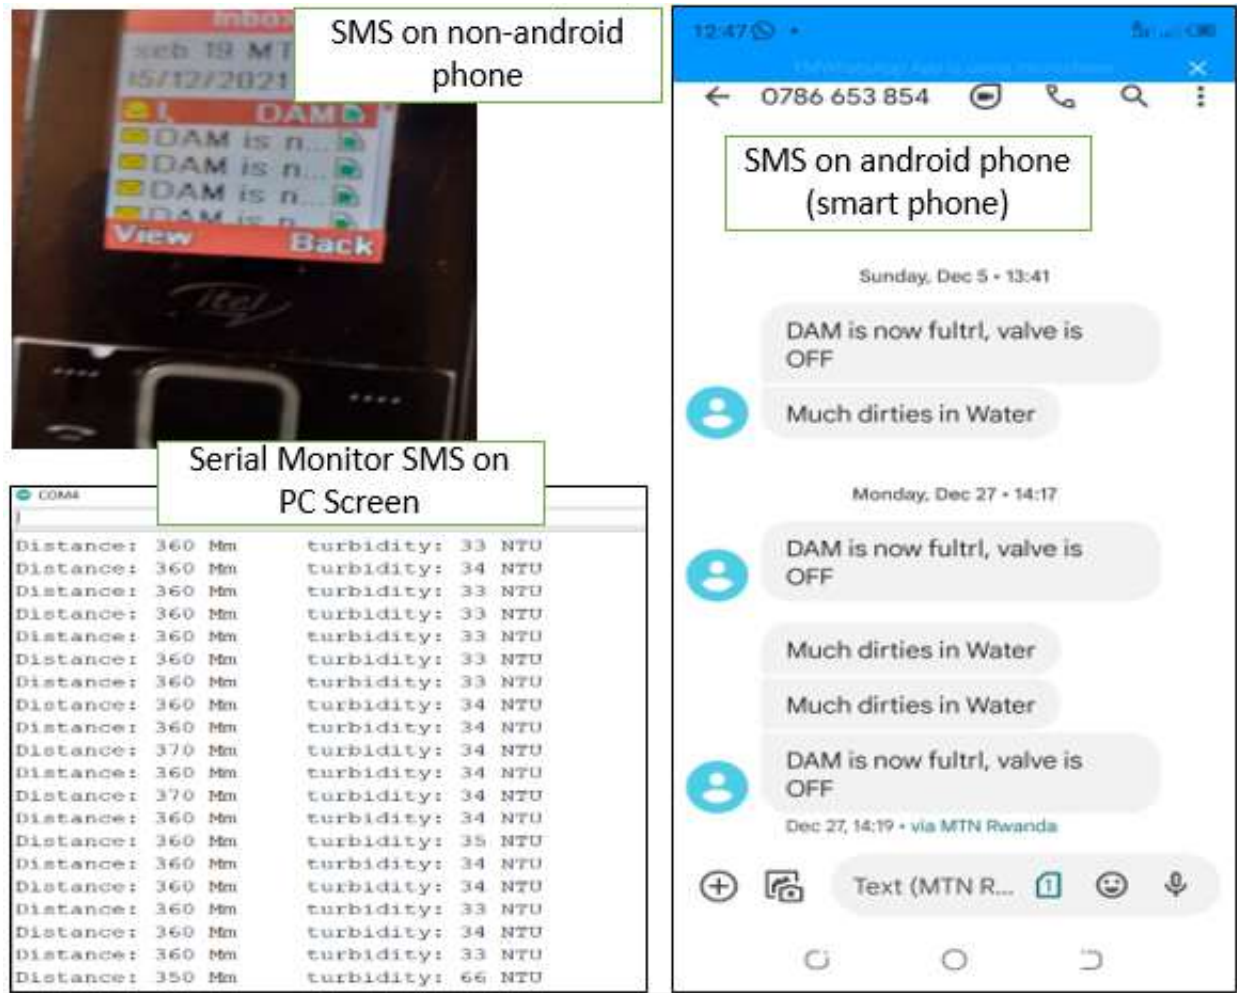 SMS on non-android
phone
Inbox
seb 19 MT
15/12/2021
DAM
DAM is n...
DAM is n...
DAM is n...
DAM is n
View Back
itel
Serial Monitor SMS on
PC Screen
COM4
Distance: 360 Mm turbidity: 33 NTU
Distance: 360 Mm turbidity: 34 NTU
Distance: 360 Mm turbidity: 33 NTU
Distance: 360 Mm turbidity: 33 NTU
Distance: 360 Mm turbidity: 33 NTU
Distance: 360 Mm turbidity: 33 NTU
Distance: 360 Mm turbidity: 33 NTU
Distance: 360 Mm turbidity: 34 NTU
Distance: 360 Mm turbidity: 34 NTU
Distance: 370 Mm turbidity: 34 NTU
Distance: 360 Mm turbidity: 34 NTU
Distance: 370 Mm turbidity: 34 NTU
Distance: 360 Mm turbidity: 34 NTU
Distance: 360 Mm turbidity: 35 NTU
Distance: 360 Mm turbidity: 34 NTU
Distance: 360 Mm turbidity: 34 NTU
Distance: 360 Mm turbidity: 33 NTU
Distance: 360 Mm turbidity: 34 NTU
Distance: 360 Mm turbidity: 33 NTU
Distance: 350 Mm turbidity: 66 NTU
12:47
0786 653 854
SMS on android phone
(smart phone)
Sunday, Dec 5 • 13:41
DAM is now fultrl, valve is
OFF
Much dirties in Water
Monday, Dec 27 • 14:17
DAM is now fultrl, valve is
OFF
Much dirties in Water
Much dirties in Water
DAM is now fultrl, valve is
OFF
Dec 27, 14:19 • via MTN Rwanda
Text (MTN R... 1